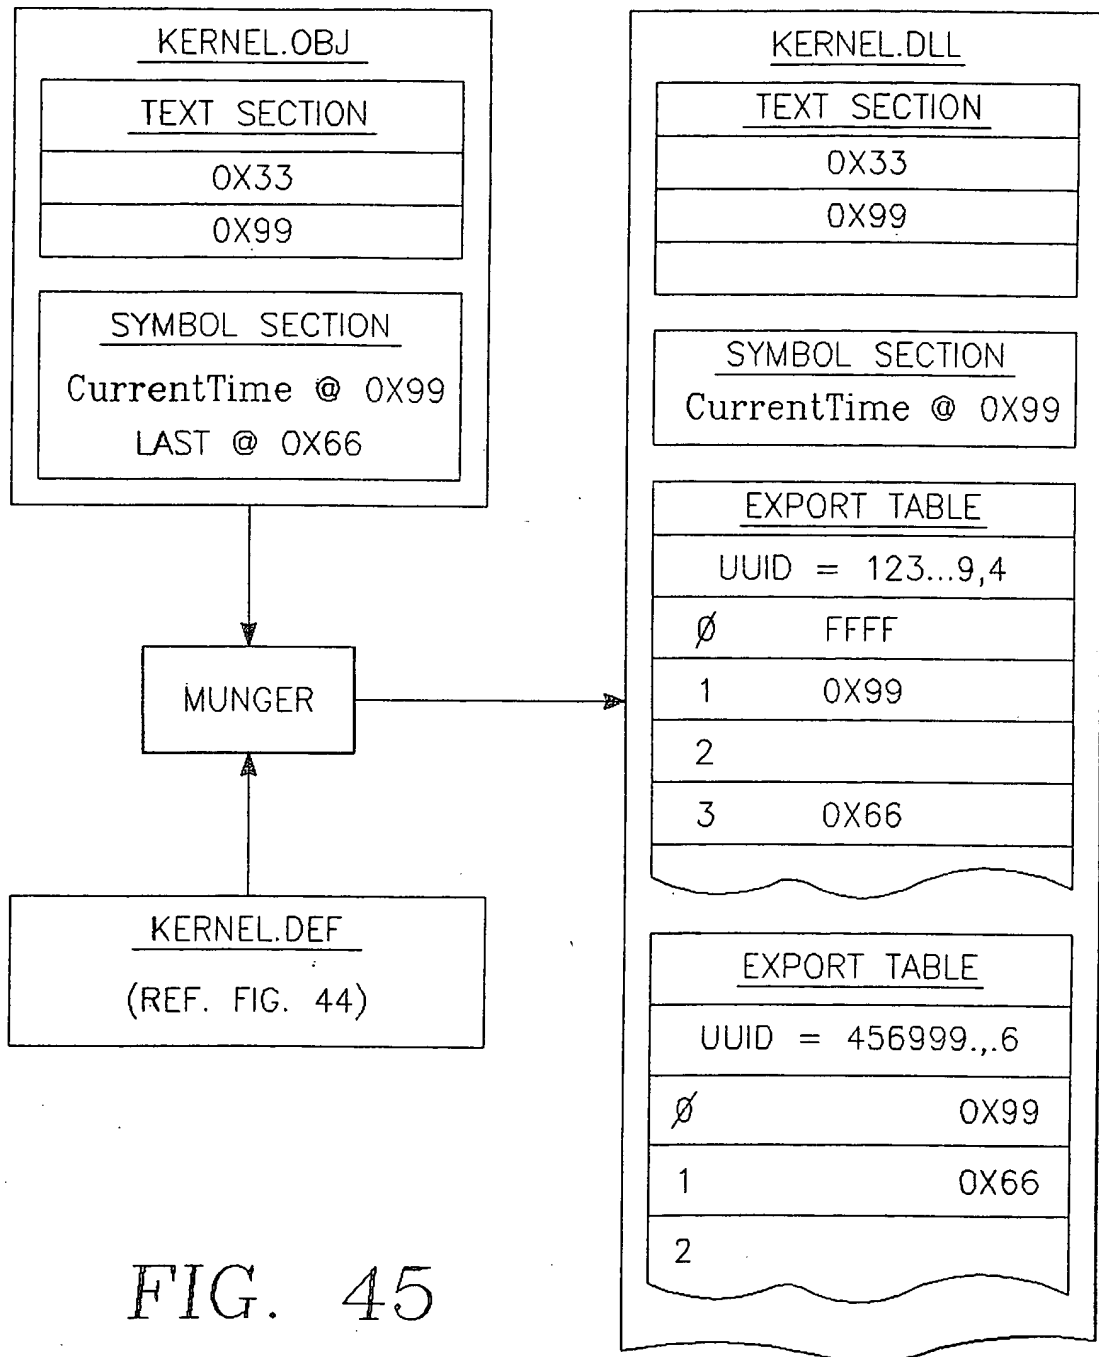 KERNEL.OBJ
TEXT SECTION
0X33
0X99
SYMBOL SECTION
CurrentTime @ 0X99
LAST @ 0X66
MUNGER
KERNEL.DEF
(REF. FIG. 44)
KERNEL.DLL
TEXT SECTION
0X33
0X99
SYMBOL SECTION
CurrentTime @ 0X99
EXPORT TABLE
UUID = 123...9,4
Ø FFFF
1 0X99
2
3 0X66
EXPORT TABLE
UUID = 456999.,.6
Ø 0X99
1 0X66
2
FIG. 45